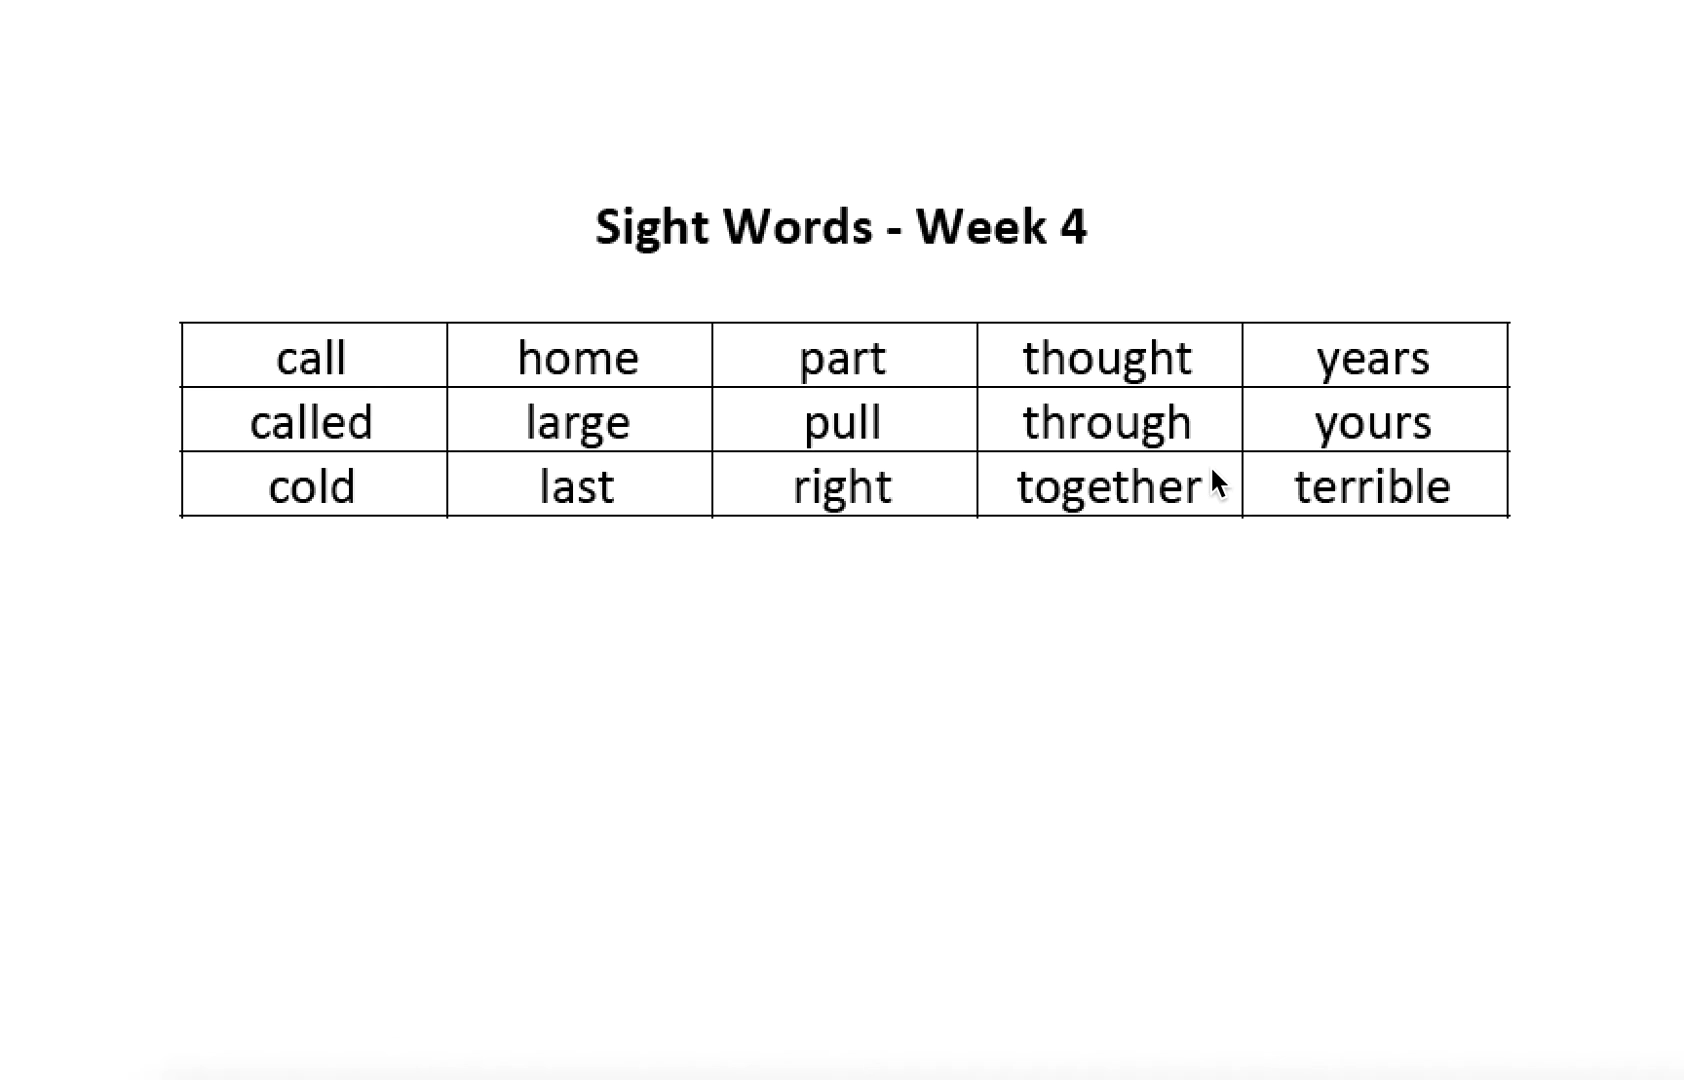 Sight Words - Week 4
call home part thought years
called large pull through yours
cold last right together terrible